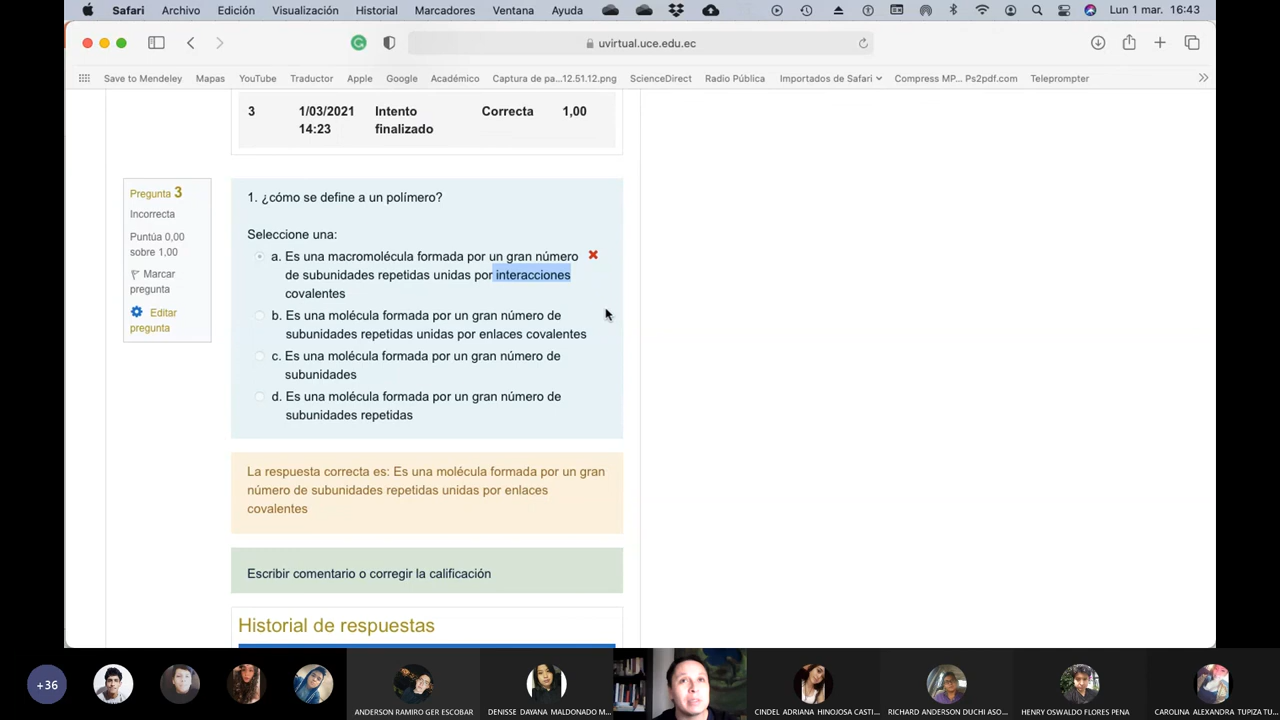 Safari Archivo Edición Visualización Historial Marcadores Ventana Ayuda Lun 1 mar. 16:43
uvirtual.uce.edu.ec
Save to Mendeley Mapas YouTube Traductor Apple Google Académico Captura de pa...12.51.12.png ScienceDirect Radio Pública Importados de Safari Compress MP... Ps2pdf.com Teleprompter
3 1/03/2021 Intento Correcta 1,00
14:23 finalizado
Pregunta 3
Incorrecta
Puntúa 0,00
sobre 1,00
Marcar
pregunta
Editar
pregunta
1. ¿cómo se define a un polímero?
Seleccione una:
a. Es una macromolécula formada por un gran número
de subunidades repetidas unidas por interacciones
covalentes
b. Es una molécula formada por un gran número de
subunidades repetidas unidas por enlaces covalentes
c. Es una molécula formada por un gran número de
subunidades
d. Es una molécula formada por un gran número de
subunidades repetidas
La respuesta correcta es: Es una molécula formada por un gran
número de subunidades repetidas unidas por enlaces
covalentes
Escribir comentario o corregir la calificación
Historial de respuestas
+36
ANDERSON RAMIRO GER ESCOBAR
DENISSE DAYANA MALDONADO M...
CINDEL ADRIANA HINOJOSA CASTI...
RICHARD ANDERSON DUCHI ASO...
HENRY OSWALDO FLORES PENA
CAROLINA ALEXANDRA TUPIZA TU...